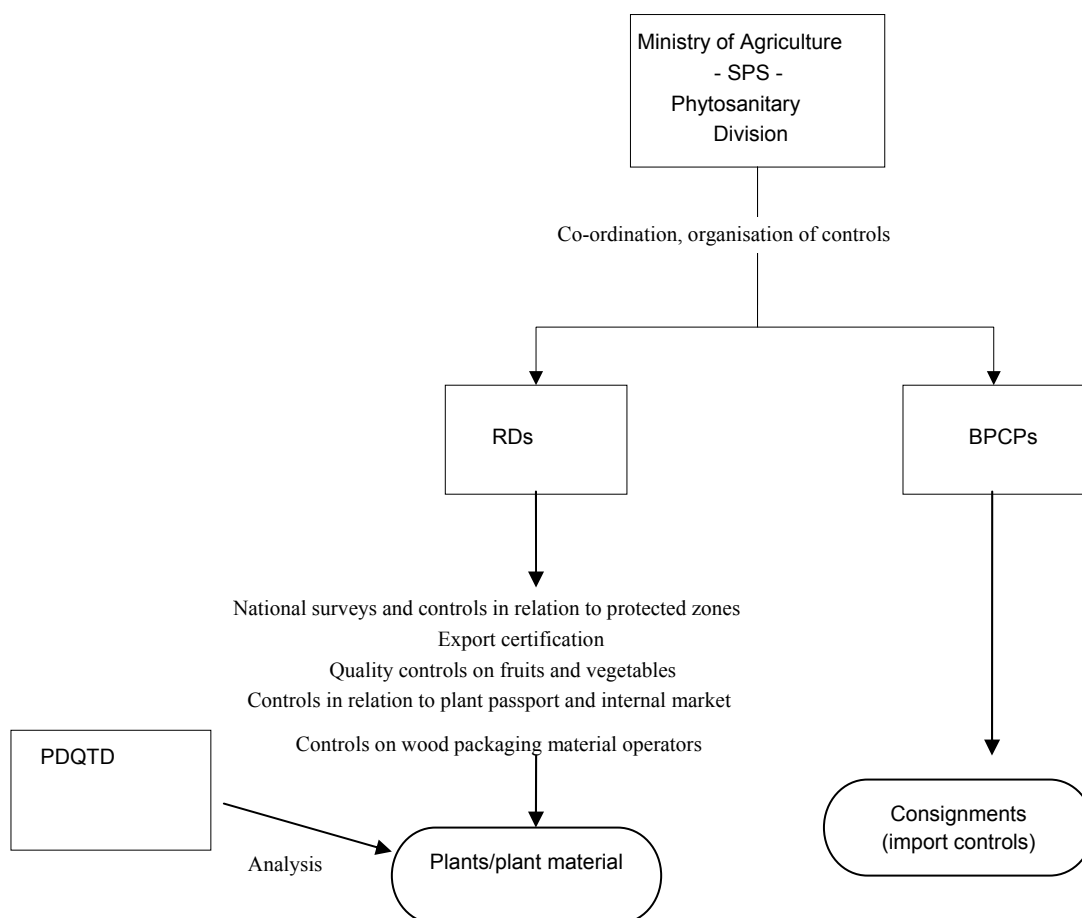 Ministry of Agriculture
- SPS -
Phytosanitary
Division
Co-ordination, organisation of controls
RDs
BPCPs
National surveys and controls in relation to protected zones
Export certification
Quality controls on fruits and vegetables
Controls in relation to plant passport and internal market
Controls on wood packaging material operators
PDQTD
Analysis
Plants/plant material
Consignments
(import controls)